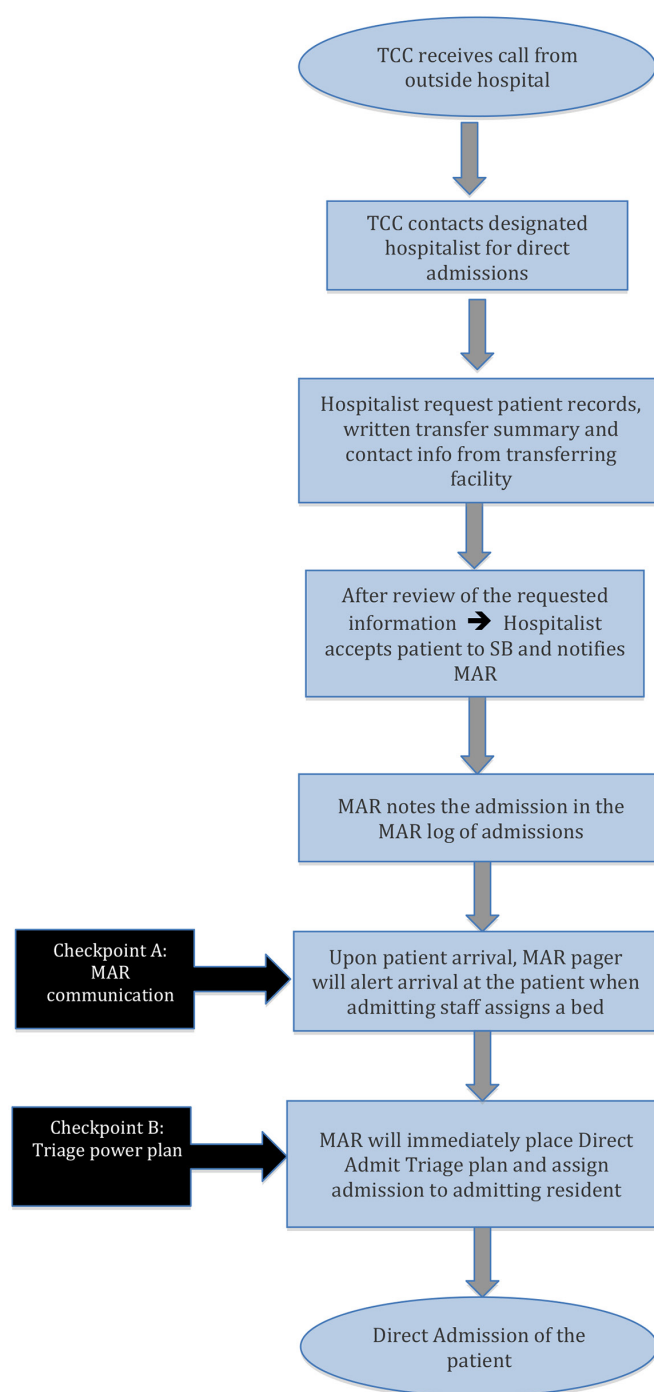 TCC receives call from
outside hospital
TCC contacts designated
hospitalist for direct
admissions
Hospitalist request patient records,
written transfer summary and
contact info from transferring
facility
After review of the requested
information ➔ Hospitalist
accepts patient to SB and notifies
MAR
MAR notes the admission in the
MAR log of admissions
Checkpoint A:
MAR
communication
Upon patient arrival, MAR pager
will alert arrival at the patient when
admitting staff assigns a bed
Checkpoint B:
Triage power plan
MAR will immediately place Direct
Admit Triage plan and assign
admission to admitting resident
Direct Admission of the
patient